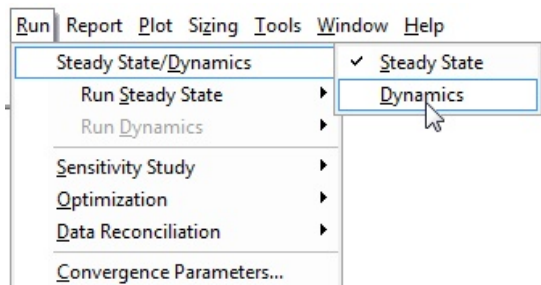 Run Report Plot Sizing Tools Window Help
Steady State/Dynamics
✓ Steady State
Run Steady State
Dynamics
Run Dynamics
Sensitivity Study
Optimization
Data Reconciliation
Convergence Parameters...